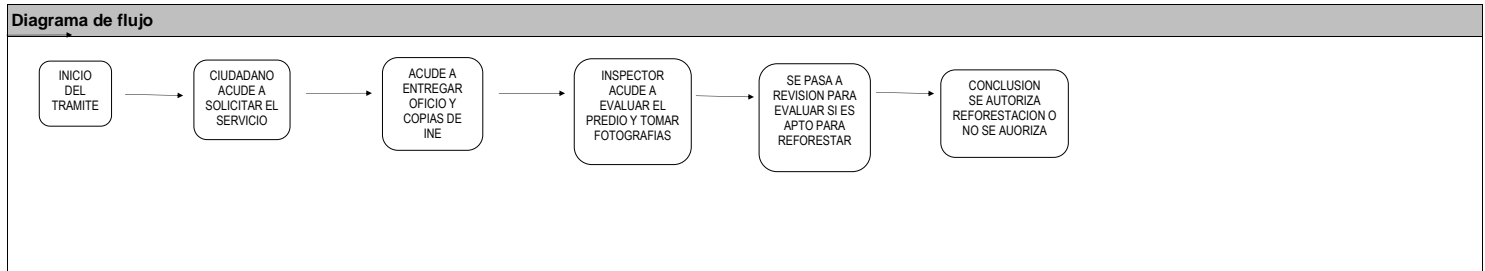 Diagrama de flujo
INICIO
DEL
TRAMITE
CIUDADANO
ACUDE A
SOLICITAR EL
SERVICIO
ACUDE A
ENTREGAR
OFICIO Y
COPIAS DE
INE
INSPECTOR
ACUDE A
EVALUAR EL
PREDIO Y TOMAR
FOTOGRAFIAS
SE PASA A
REVISION PARA
EVALUAR SI ES
APTO PARA
REFORESTAR
CONCLUSION
SE AUTORIZA
REFORESTACION O
NO SE AUORIZA